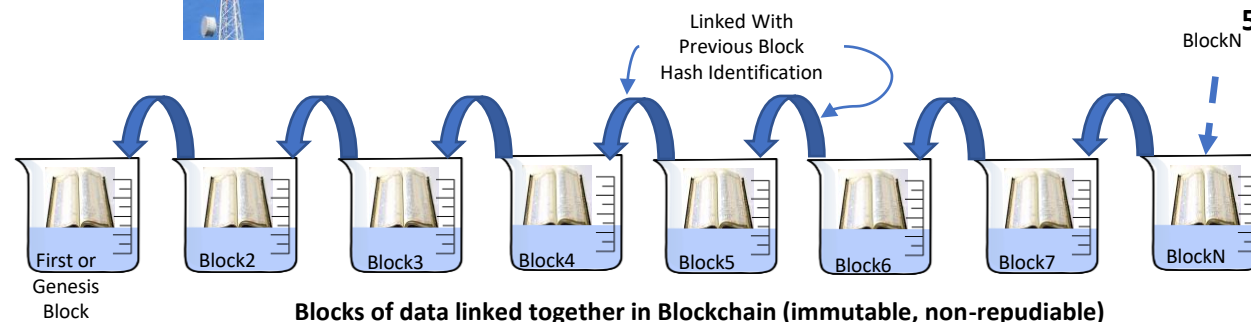 5
Linked With
Previous Block
Hash Identification
BlockN
First or
Genesis
Block
Block2
Block3
Block4
Block5
Block6
Block7
BlockN
Blocks of data linked together in Blockchain (immutable, non-repudiable)